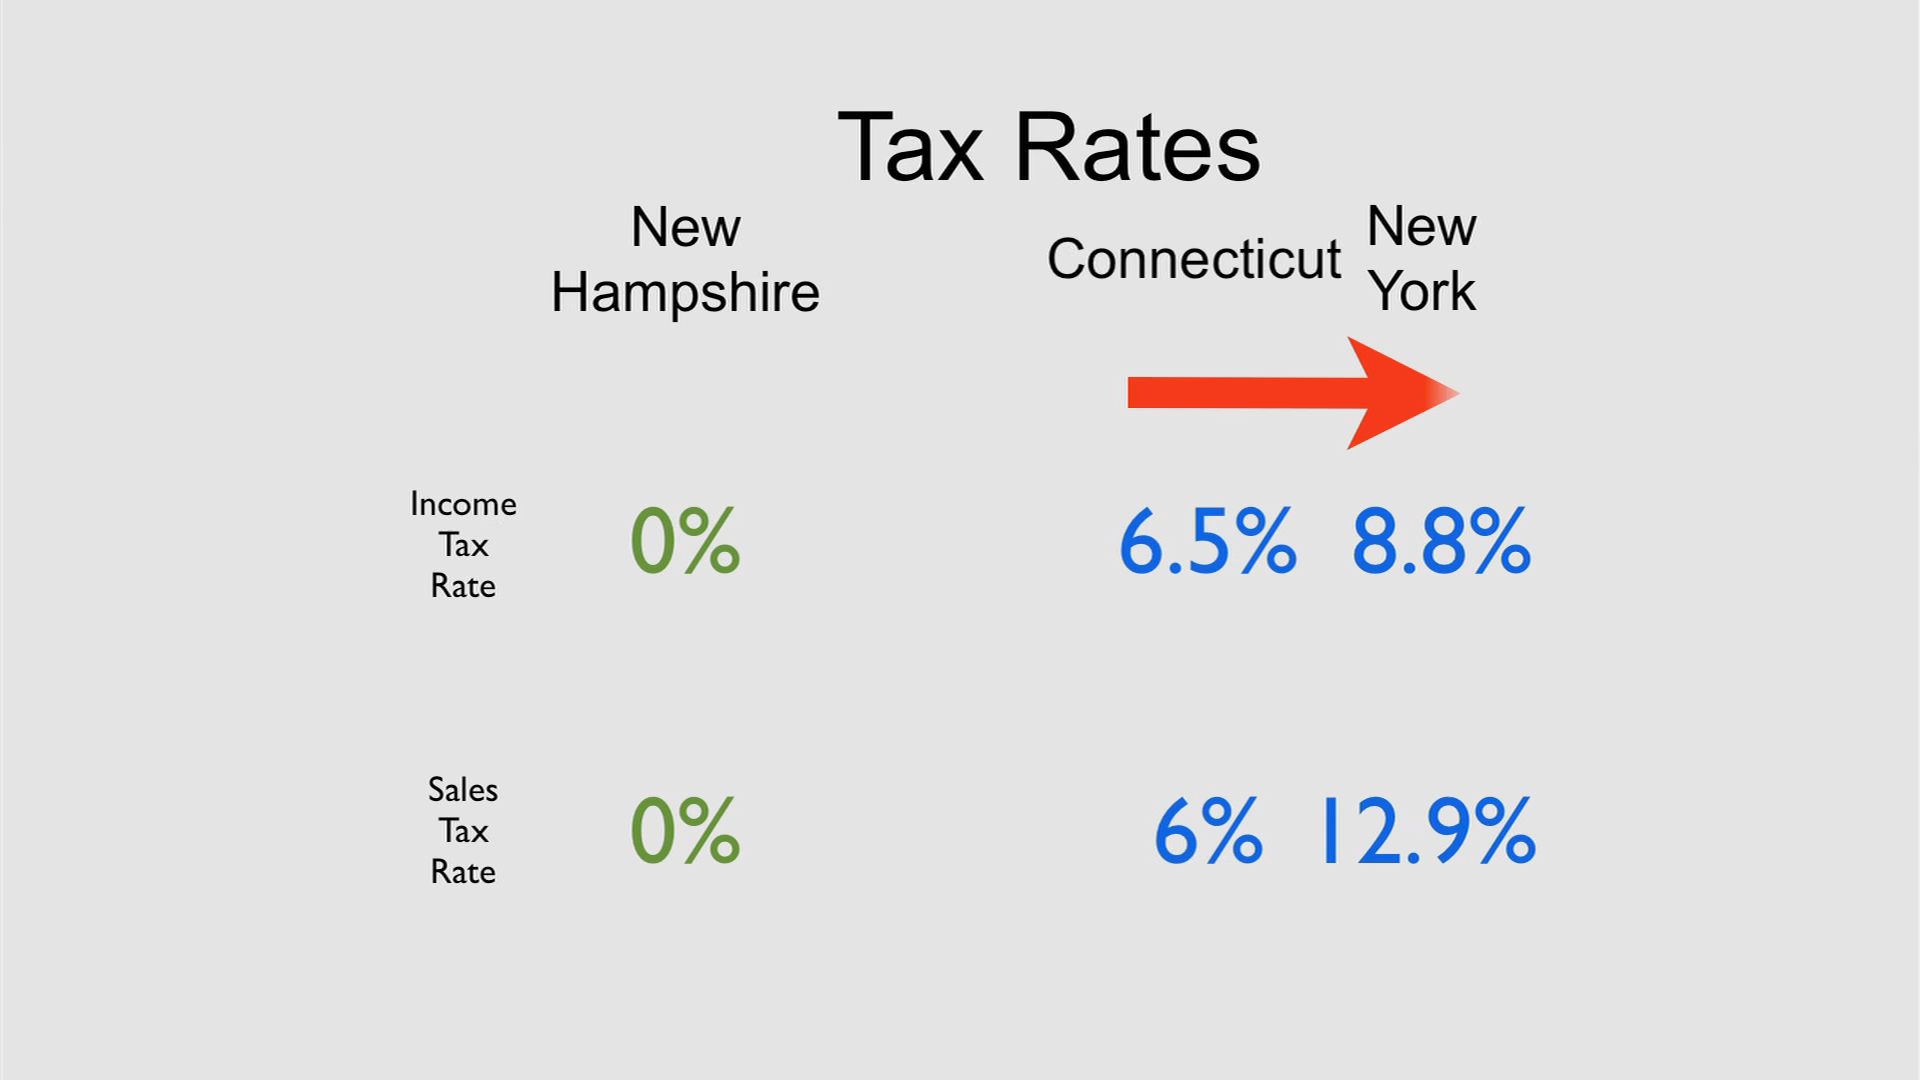 Tax Rates
New
Hampshire
Connecticut
New
York
Income
Tax
Rate
0%
6.5%
8.8%
Sales
Tax
Rate
0%
6%
12.9%